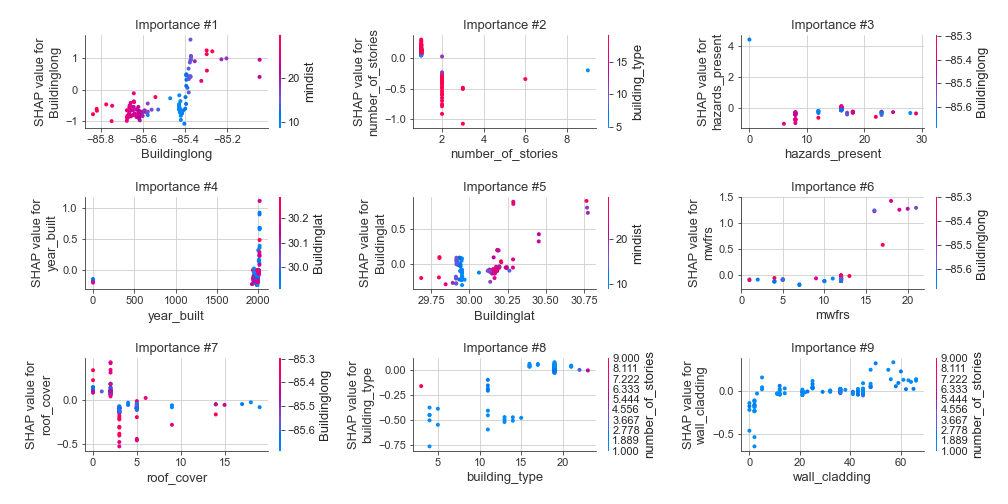 Importance #1
SHAP value for
Buildinglong
1
0
−1
−85.8
−85.6
−85.4
−85.2
Buildinglong
20
10
mindist
Importance #2
SHAP value for
number_of_stories
0.0
−0.5
−1.0
2
4
6
8
number_of_stories
15
10
5
building_type
Importance #3
SHAP value for
hazards_present
4
2
0
0
10
20
30
hazards_present
−85.3
−85.4
−85.5
−85.6
Buildinglong
Importance #4
SHAP value for
year_built
1.0
0.5
0.0
0
500
1000
1500
2000
year_built
30.2
30.1
30.0
Buildinglat
Importance #5
SHAP value for
Buildinglat
0.5
0.0
29.75
30.00
30.25
30.50
30.75
Buildinglat
20
10
mindist
Importance #6
SHAP value for
mwfrs
1.5
1.0
0.5
0.0
0
5
10
15
20
mwfrs
−85.3
−85.4
−85.5
−85.6
Buildinglong
Importance #7
SHAP value for
roof_cover
0.0
−0.5
0
5
10
15
roof_cover
−85.3
−85.4
−85.5
−85.6
Buildinglong
Importance #8
SHAP value for
building_type
0.00
−0.25
−0.50
−0.75
5
10
15
20
building_type
9.000
8.111
7.222
6.333
5.444
4.556
3.667
2.778
1.889
1.000
number_of_stories
Importance #9
SHAP value for
wall_cladding
0.0
−0.5
0
20
40
60
wall_cladding
9.000
8.111
7.222
6.333
5.444
4.556
3.667
2.778
1.889
1.000
number_of_stories